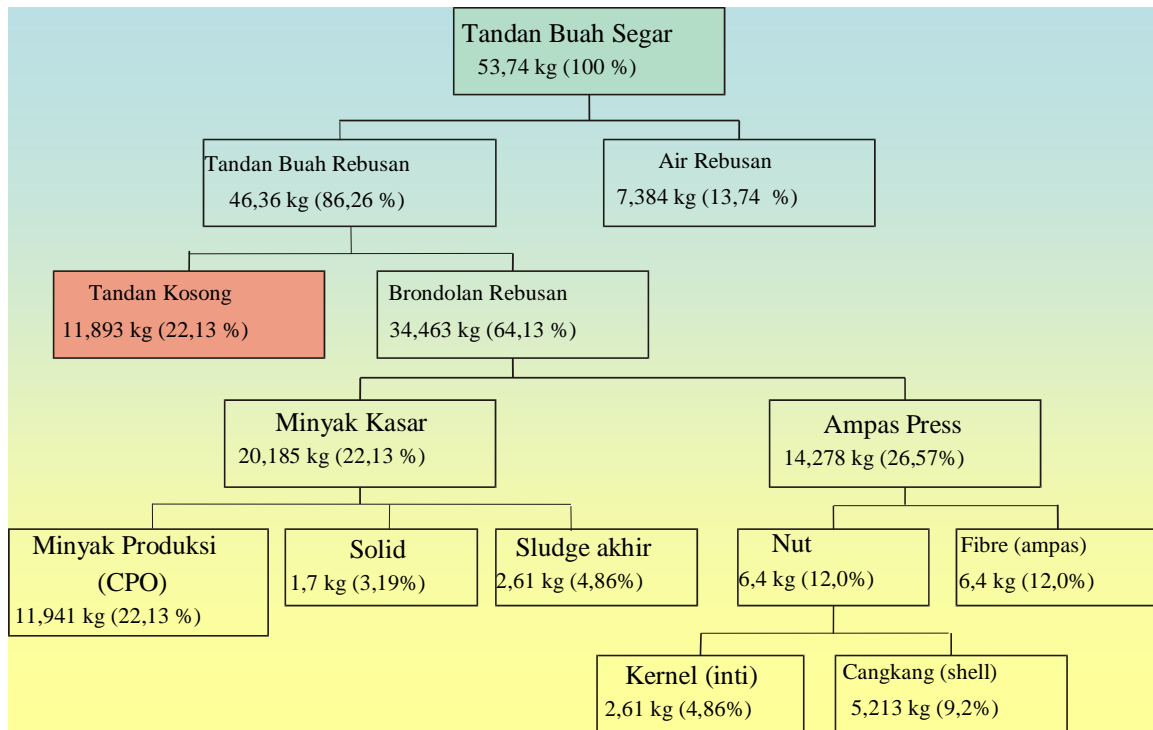 Tandan Buah Segar
53,74 kg (100 %)
Tandan Buah Rebusan
46,36 kg (86,26 %)
Air Rebusan
7,384 kg (13,74 %)
Tandan Kosong
11,893 kg (22,13 %)
Brondolan Rebusan
34,463 kg (64,13 %)
Minyak Kasar
20,185 kg (22,13 %)
Ampas Press
14,278 kg (26,57%)
Minyak Produksi
(CPO)
11,941 kg (22,13 %)
Solid
1,7 kg (3,19%)
Sludge akhir
2,61 kg (4,86%)
Nut
6,4 kg (12,0%)
Fibre (ampas)
6,4 kg (12,0%)
Kernel (inti)
2,61 kg (4,86%)
Cangkang (shell)
5,213 kg (9,2%)